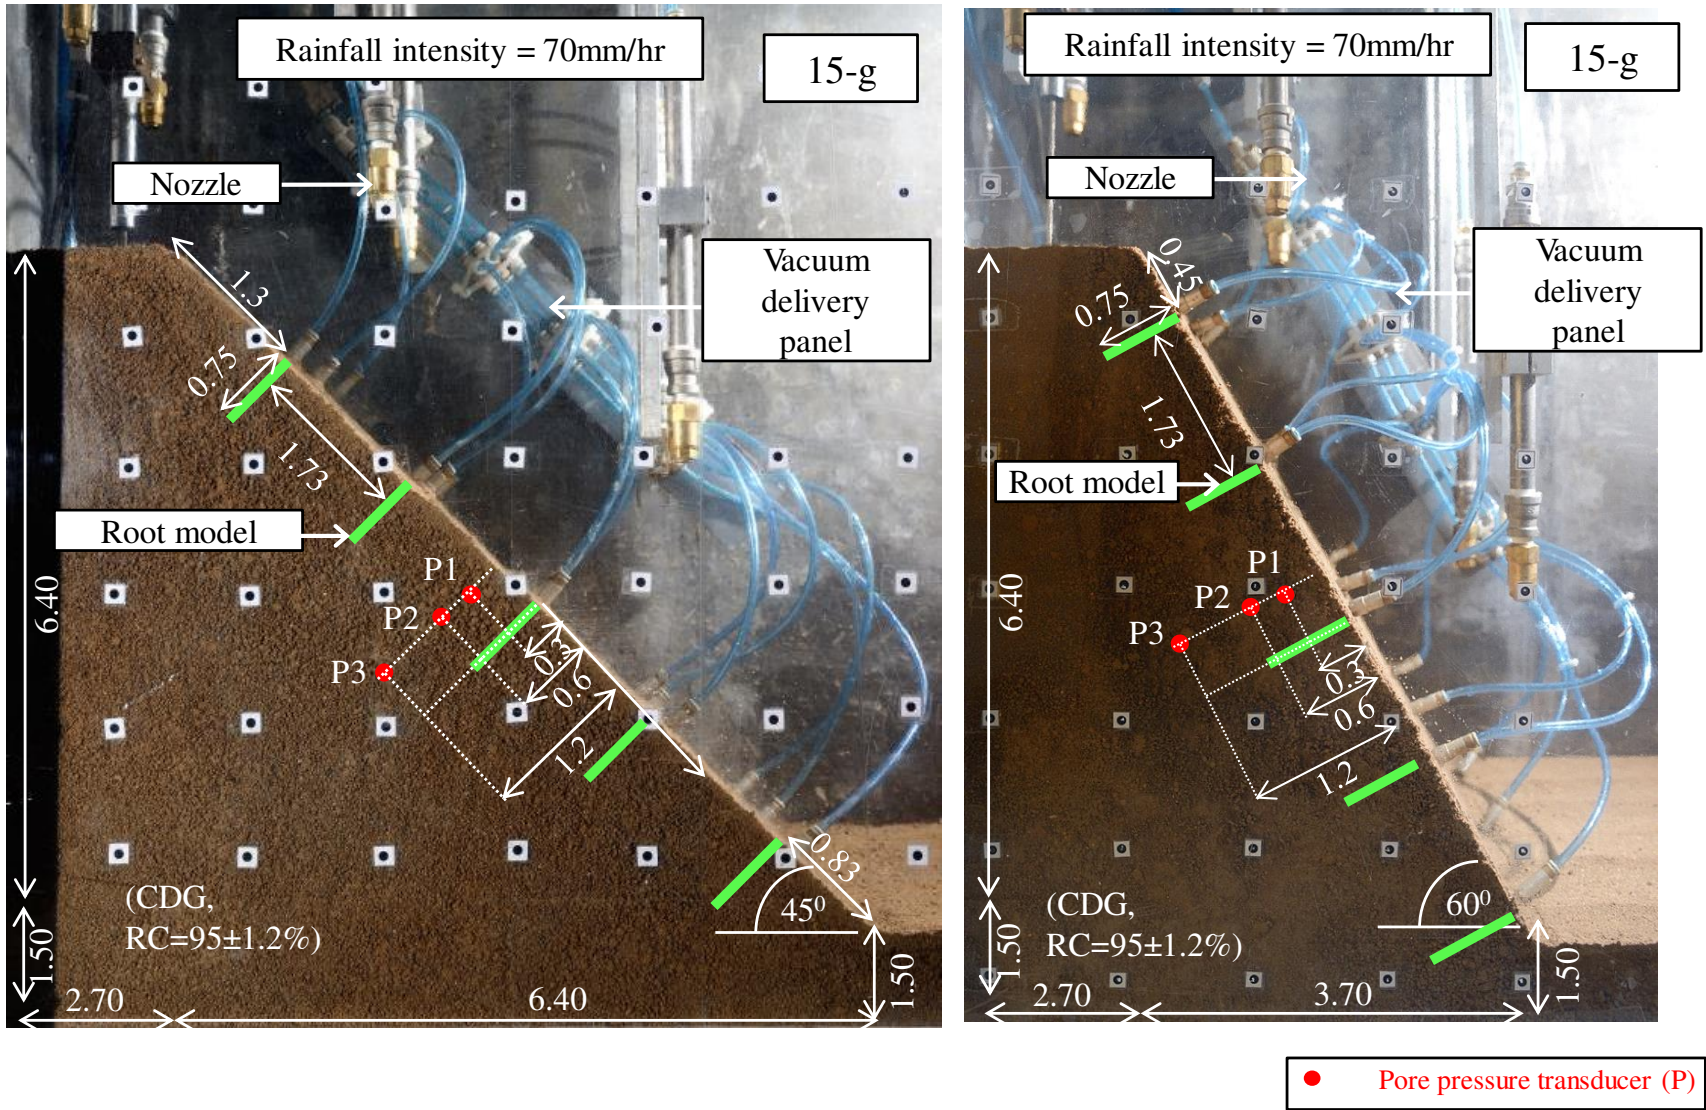 Rainfall intensity = 70mm/hr
15-g
Nozzle
Vacuum
delivery
panel
1.3
0.75
1.73
Root model
P1
P2
P3
0.3
0.6
1.2
6.40
0.83
45⁰
(CDG,
RC=95±1.2%)
1.50
1.50
2.70
6.40
Rainfall intensity = 70mm/hr
15-g
Nozzle
Vacuum
delivery
panel
0.45
0.75
1.73
Root model
P1
P2
P3
0.3
0.6
1.2
6.40
60⁰
(CDG,
RC=95±1.2%)
1.50
1.50
2.70
3.70
Pore pressure transducer (P)